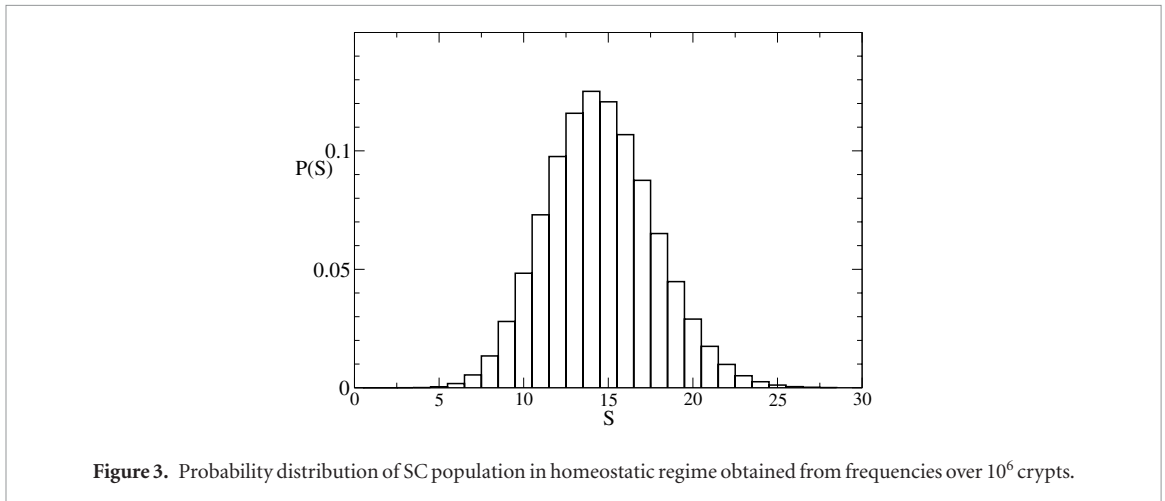 0.1
P(S)
0.05
0
0 5 10 15 20 25 30
S
Figure 3. Probability distribution of SC population in homeostatic regime obtained from frequencies over 10⁶ crypts.